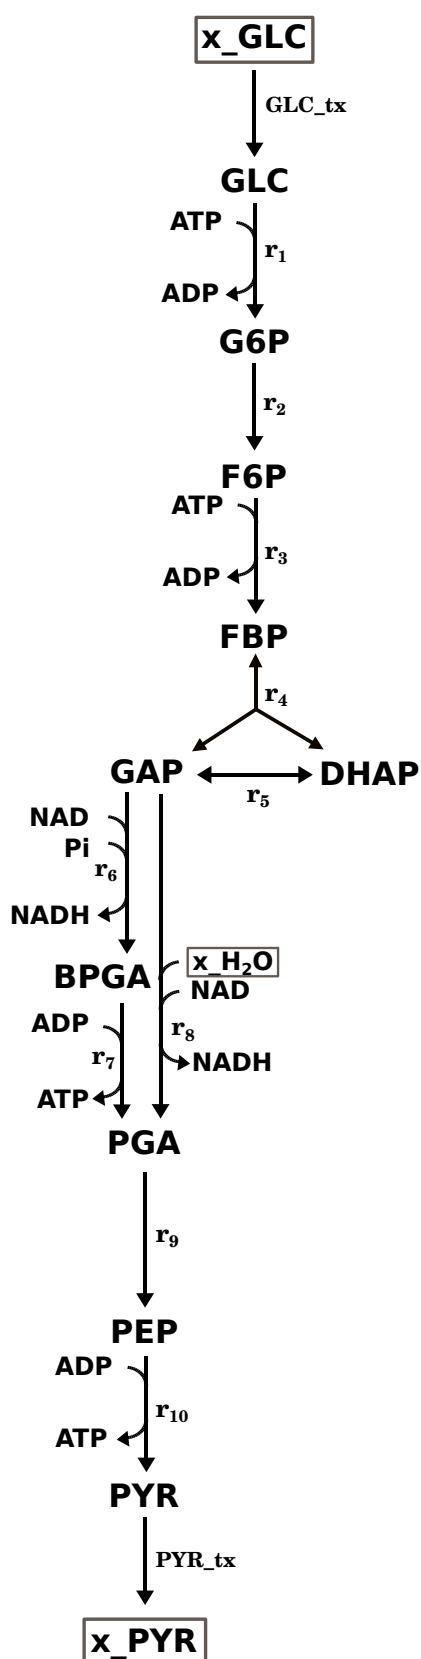 x_GLC
GLC_tx
GLC
ATP
r₁
ADP
G6P
r₂
F6P
ATP
r₃
ADP
FBP
r₄
GAP
DHAP
r₅
NAD
Pi
r₆
NADH
x_H₂O
BPGA
NAD
ADP
r₈
r₇
NADH
ATP
PGA
r₉
PEP
ADP
r₁₀
ATP
PYR
PYR_tx
x_PYR